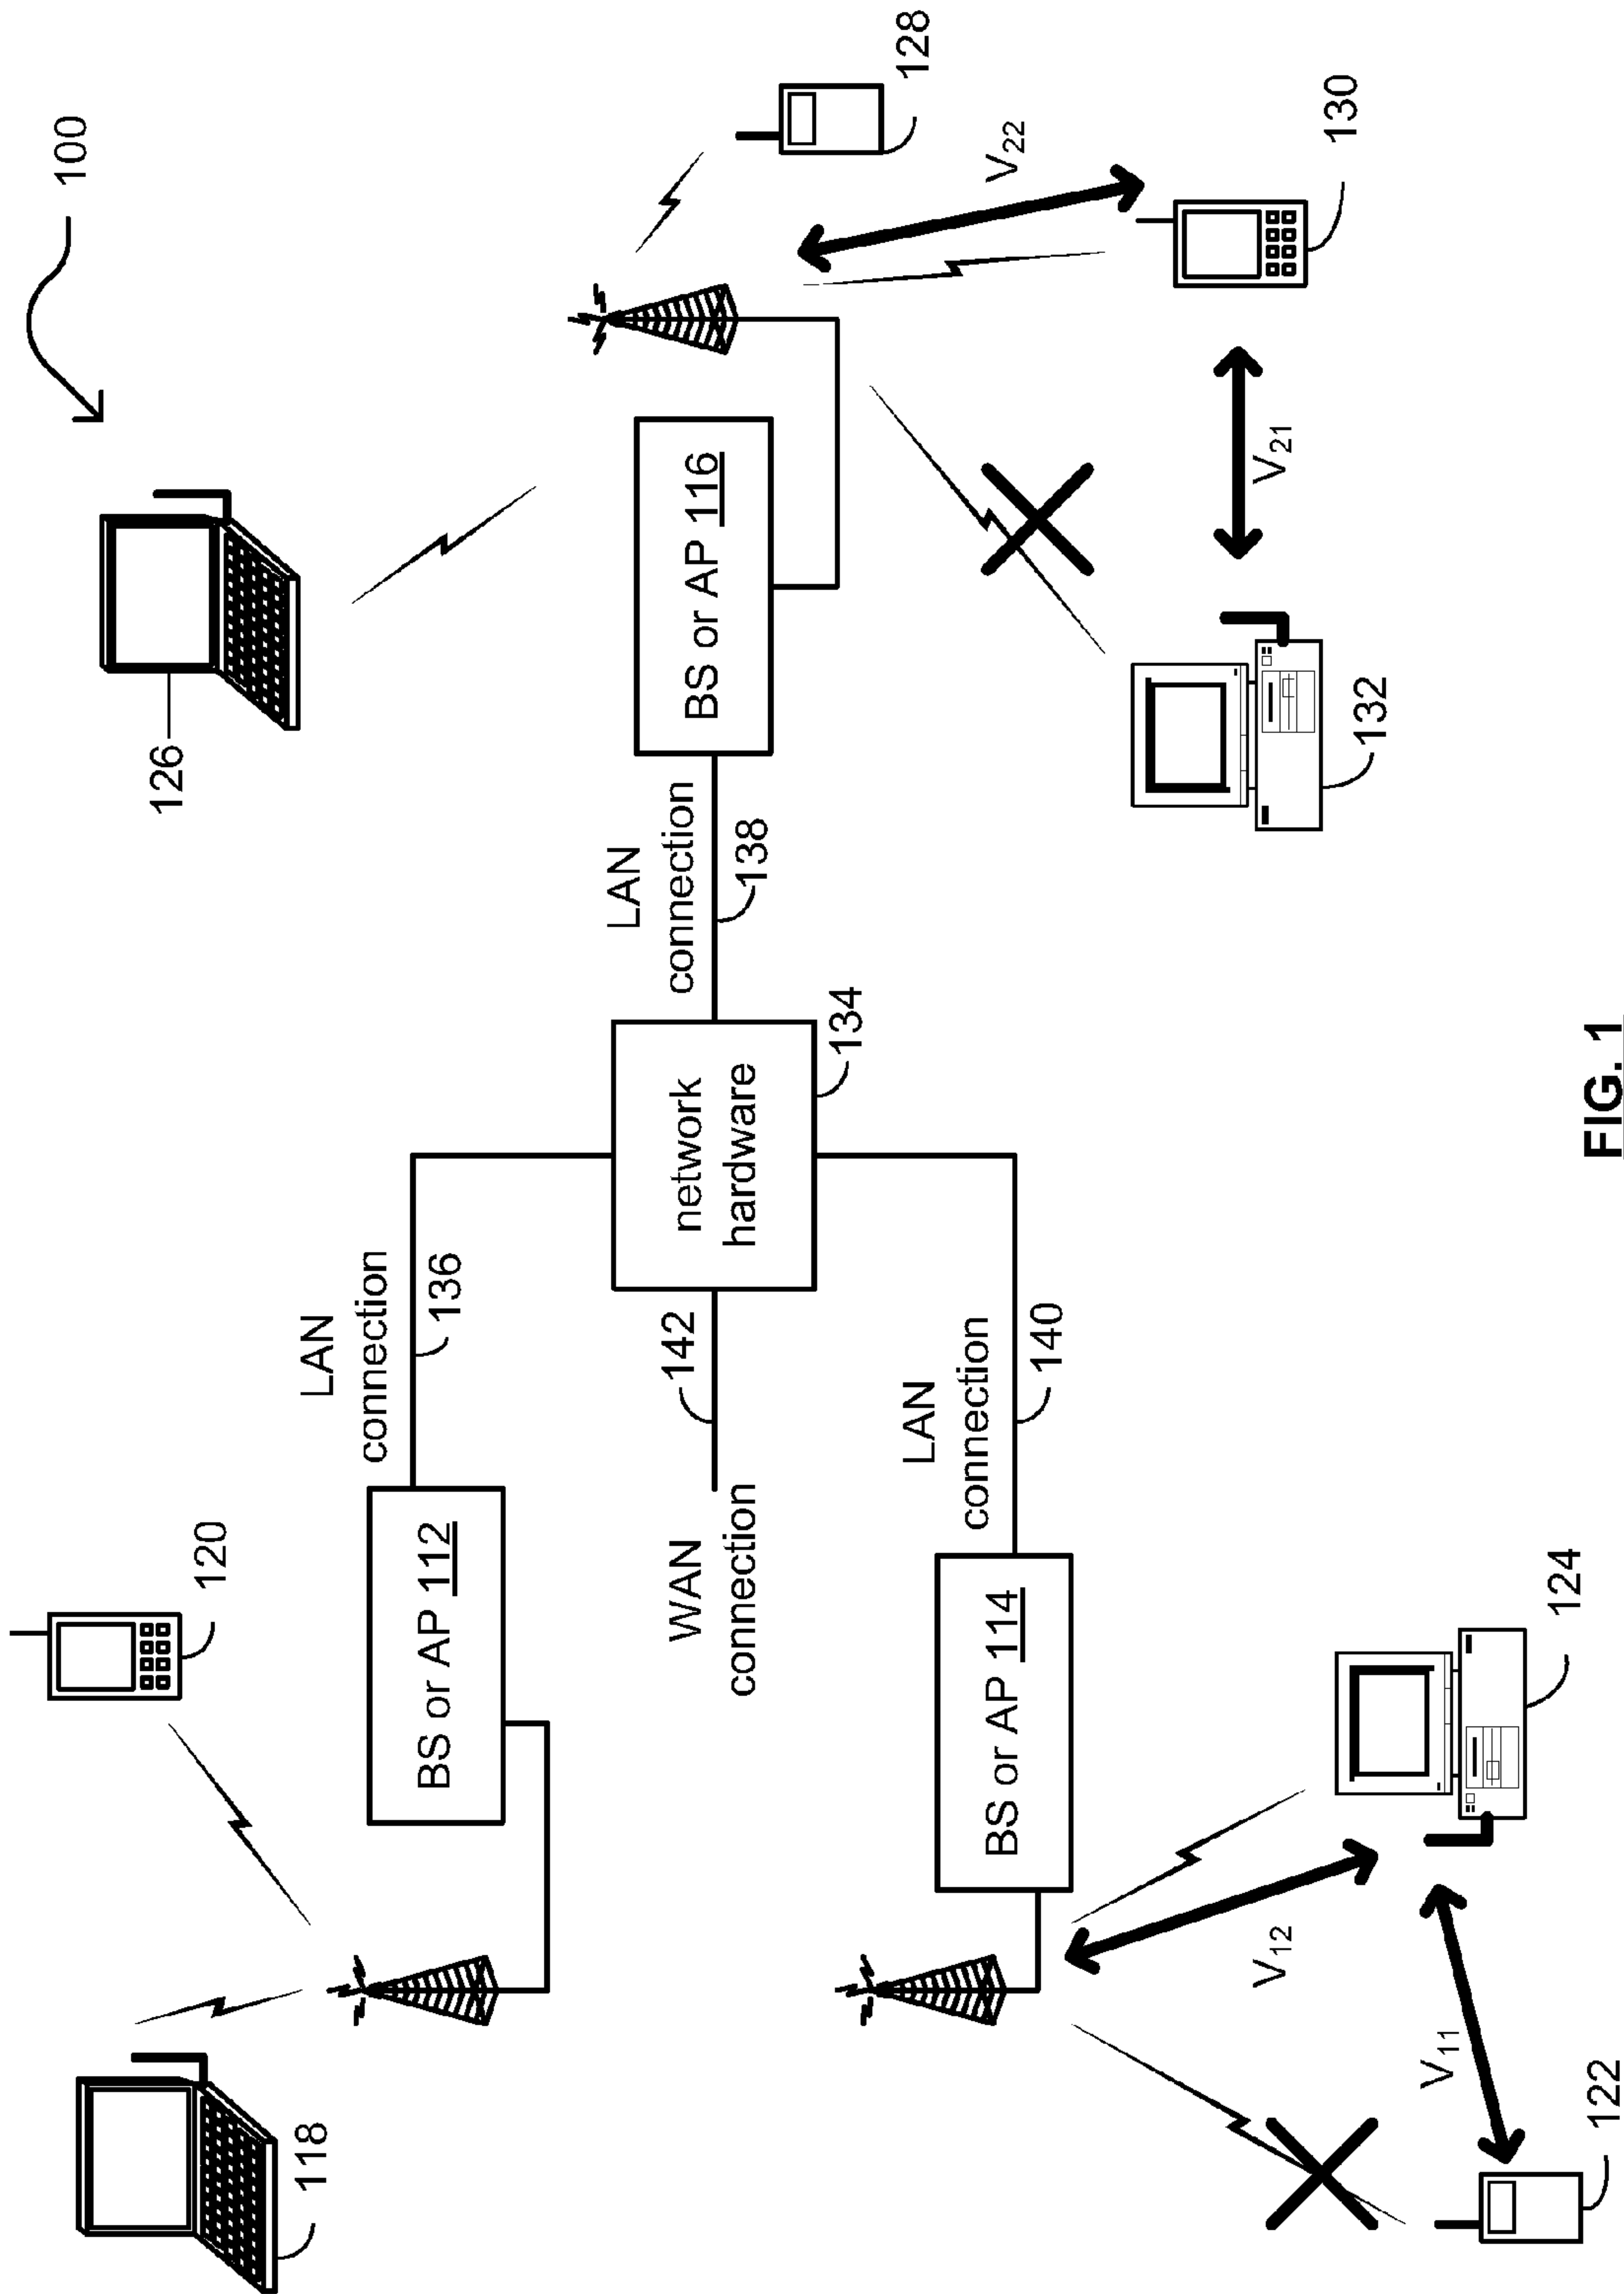 100
118
120
126
128
BS or AP 112
LAN
connection
136
BS or AP 116
LAN
connection
138
network
hardware
134
142
WAN
connection
BS or AP 114
LAN
connection
140
V12
V11
122
124
V22
V21
130
132
FIG. 1